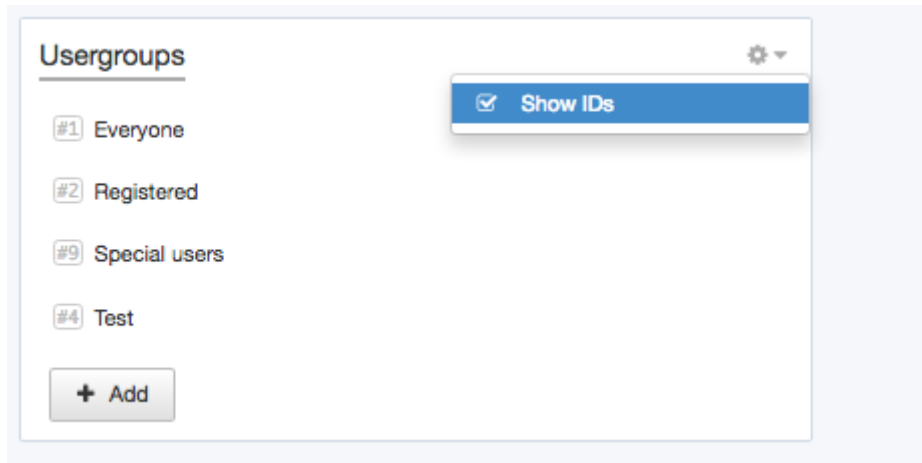 Usergroups
Show IDs
#1 Everyone
#2 Registered
#9 Special users
#4 Test
+ Add